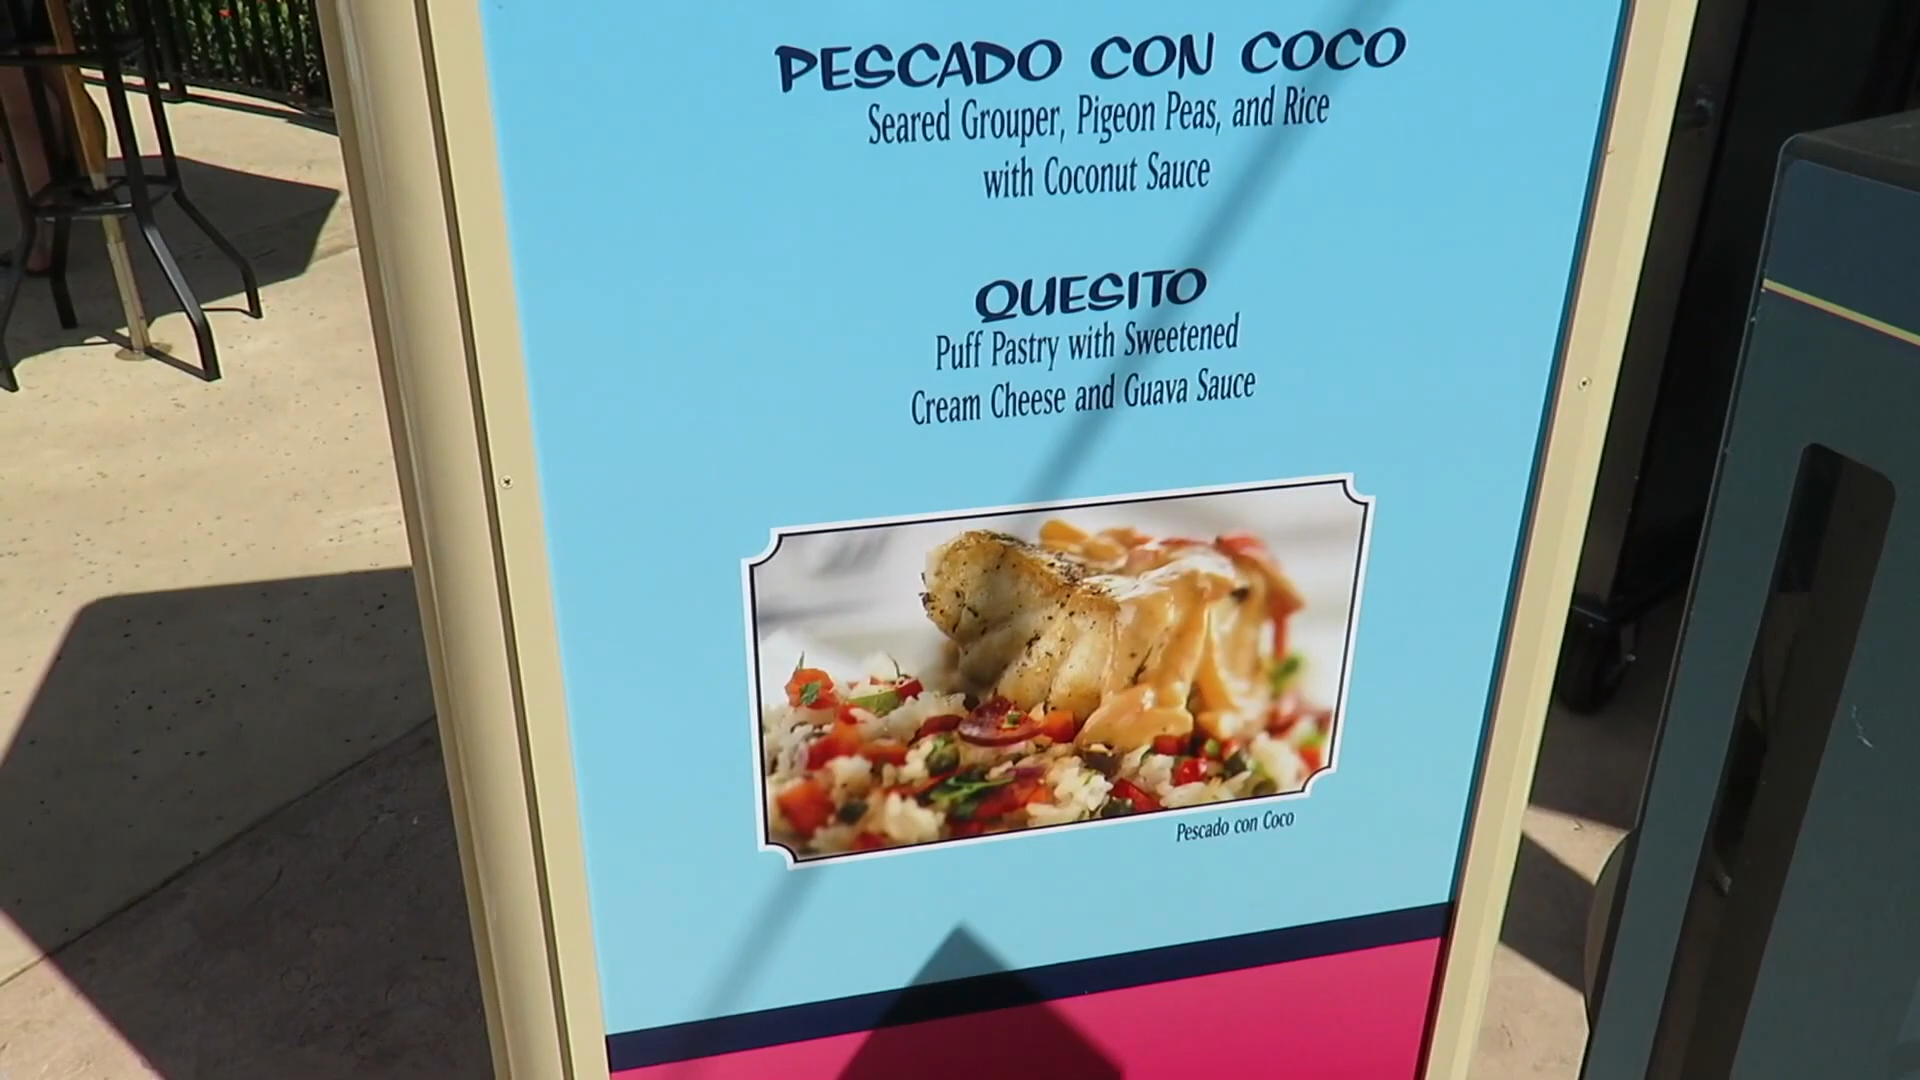 PESCADO CON COCO
Seared Grouper, Pigeon Peas, and Rice
with Coconut Sauce
QUESITO
Puff Pastry with Sweetened
Cream Cheese and Guava Sauce
Pescado con Coco